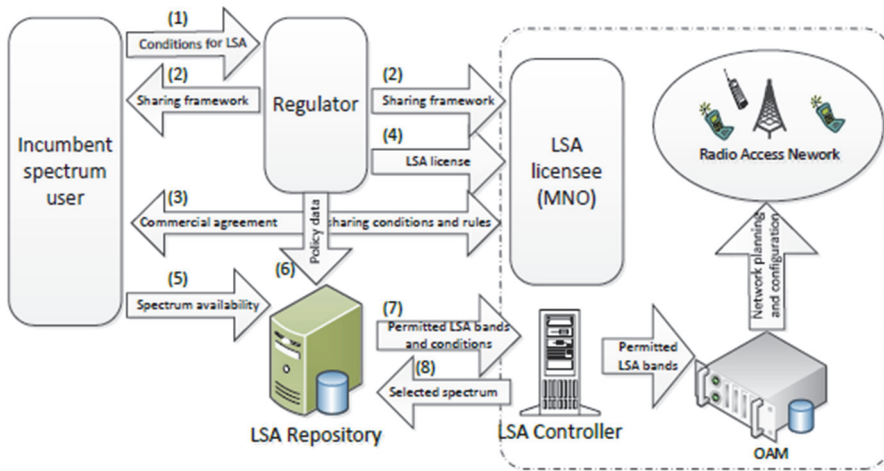 (1)
Conditions for LSA
(2)
Sharing framework
Regulator
(2)
Sharing framework
(4)
LSA license
Incumbent
spectrum
user
LSA
licensee
(MNO)
Radio Access Nework
(3)
Commercial agreement
sharing conditions and rules
Policy data
(6)
(5)
Spectrum availability
(7)
Permitted LSA bands
and conditions
(8)
Selected spectrum
Permitted
LSA bands
Network planning
and configuration
LSA Repository
LSA Controller
OAM